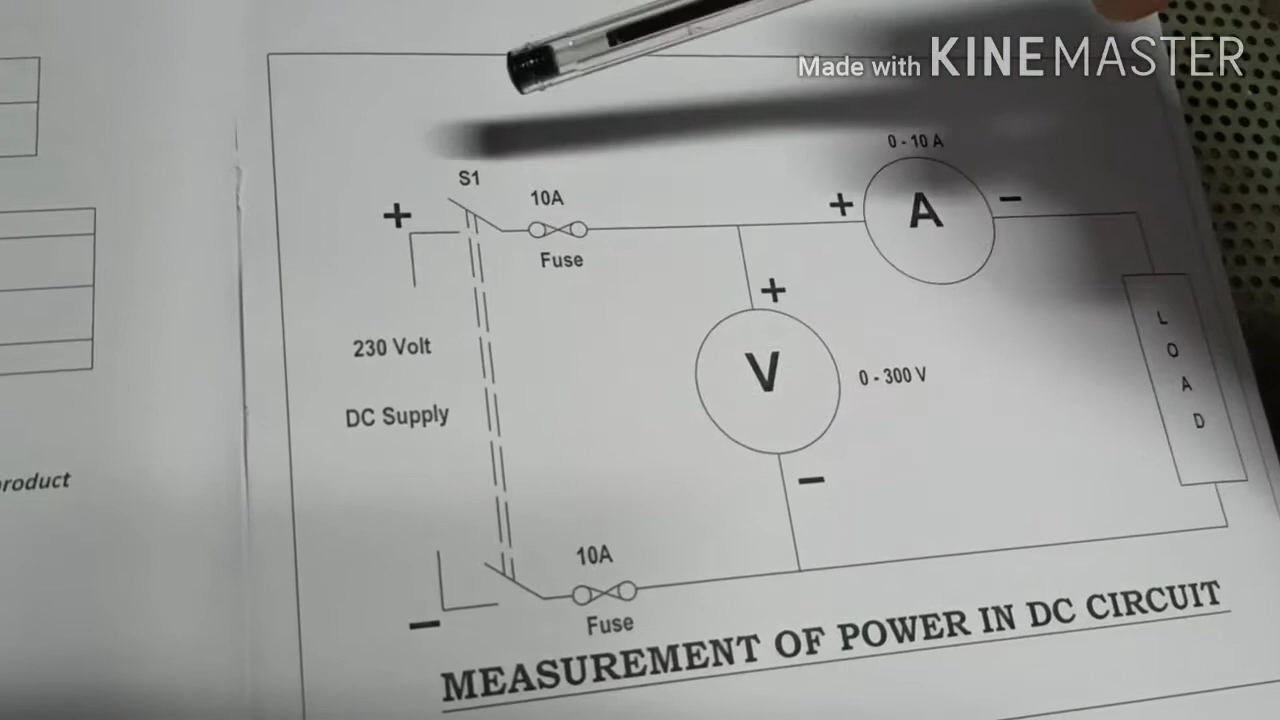 Made with KINEMASTER
0 - 10 A
S1
10A
+
+ A -
Fuse
+
230 Volt
V
0 - 300 V
LOAD
DC Supply
-
roduct
10A
Fuse
-
MEASUREMENT OF POWER IN DC CIRCUIT